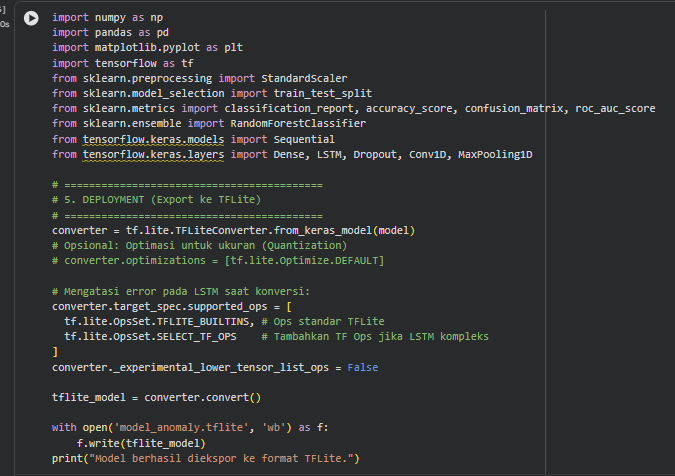 ]
0s
import numpy as np
import pandas as pd
import matplotlib.pyplot as plt
import tensorflow as tf
from sklearn.preprocessing import StandardScaler
from sklearn.model_selection import train_test_split
from sklearn.metrics import classification_report, accuracy_score, confusion_matrix, roc_auc_score
from sklearn.ensemble import RandomForestClassifier
from tensorflow.keras.models import Sequential
from tensorflow.keras.layers import Dense, LSTM, Dropout, Conv1D, MaxPooling1D

# ==========================================
# 5. DEPLOYMENT (Export ke TFLite)
# ==========================================
converter = tf.lite.TFLiteConverter.from_keras_model(model)
# Opsional: Optimasi untuk ukuran (Quantization)
# converter.optimizations = [tf.lite.Optimize.DEFAULT]

# Mengatasi error pada LSTM saat konversi:
converter.target_spec.supported_ops = [
  tf.lite.OpsSet.TFLITE_BUILTINS, # Ops standar TFLite
  tf.lite.OpsSet.SELECT_TF_OPS    # Tambahkan TF Ops jika LSTM kompleks
]
converter._experimental_lower_tensor_list_ops = False

tflite_model = converter.convert()

with open('model_anomaly.tflite', 'wb') as f:
    f.write(tflite_model)
print("Model berhasil diekspor ke format TFLite.")